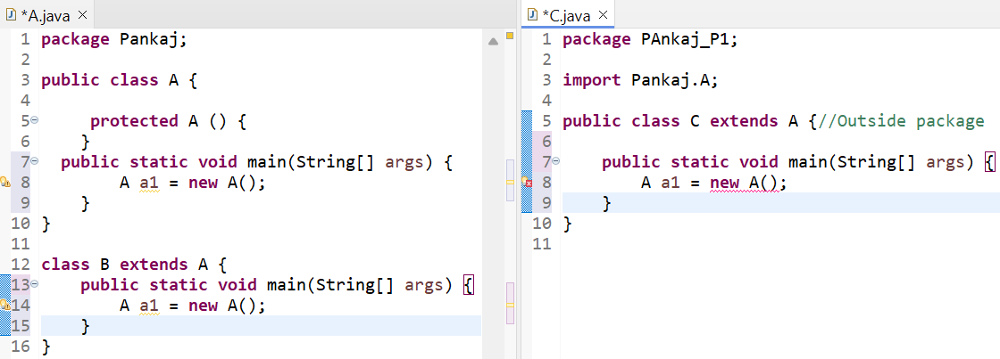 *A.java
1 package Pankaj;
2
3 public class A {
4
5 protected A () {
6 }
7 public static void main(String[] args) {
8 A a1 = new A();
9 }
10 }
11
12 class B extends A {
13 public static void main(String[] args) {
14 A a1 = new A();
15 }
16 }
*C.java
1 package PAnkaj_P1;
2
3 import Pankaj.A;
4
5 public class C extends A {//Outside package
6
7 public static void main(String[] args) {
8 A a1 = new A();
9 }
10 }
11